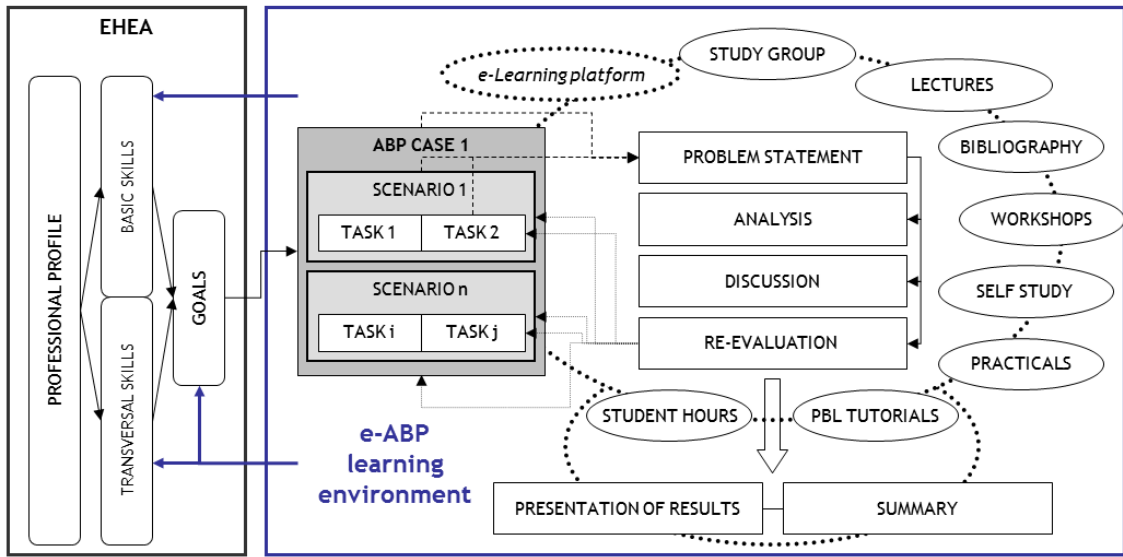 EHEA
PROFESSIONAL PROFILE
BASIC SKILLS
TRANSVERSAL SKILLS
GOALS
e-Learning platform
STUDY GROUP
LECTURES
BIBLIOGRAPHY
WORKSHOPS
SELF STUDY
PRACTICALS
PBL TUTORIALS
STUDENT HOURS
ABP CASE 1
SCENARIO 1
TASK 1
TASK 2
SCENARIO n
TASK i
TASK j
PROBLEM STATEMENT
ANALYSIS
DISCUSSION
RE-EVALUATION
e-ABP
learning
environment
PRESENTATION OF RESULTS
SUMMARY